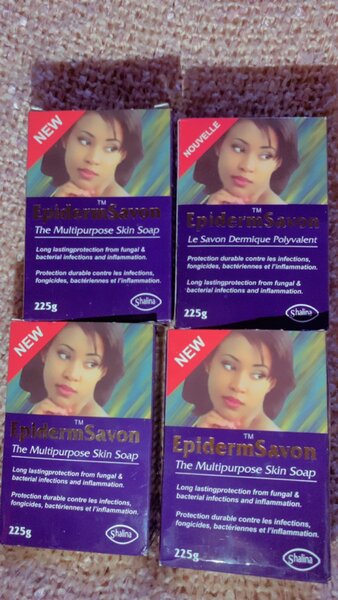 NEW
TM
EpidermSavon
The Multipurpose Skin Soap
Long lastingprotection from fungal &
bacterial infections and inflammation.
Protection durable contre les infections,
fongicides, bactériennes et l'inflammation.
225g
Shalina
NOUVELLE
TM
EpidermSavon
Le Savon Dermique Polyvalent
Protection durable contre les infections,
fongicides, bactériennes et l'inflammation.
Long lastingprotection from fungal &
bacterial infections and inflammation.
225g
Shalina
NEW
TM
EpidermSavon
The Multipurpose Skin Soap
Long lastingprotection from fungal &
bacterial infections and inflammation.
Protection durable contre les infections,
fongicides, bactériennes et l'inflammation.
225g
Shalina
NEW
TM
EpidermSavon
The Multipurpose Skin Soap
Long lastingprotection from fungal &
bacterial infections and inflammation.
Protection durable contre les infections,
fongicides, bactériennes et l'inflammation.
225g
Shalina